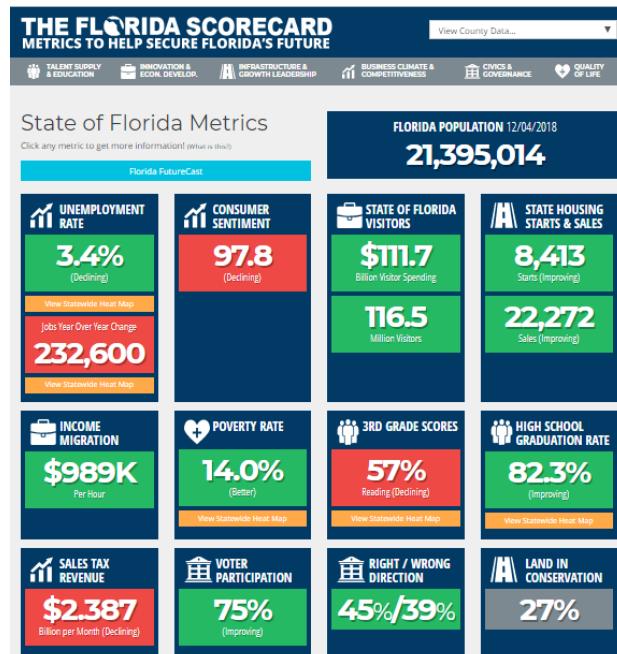 THE FLORIDA SCORECARD
METRICS TO HELP SECURE FLORIDA'S FUTURE
View County Data...
TALENT SUPPLY
& EDUCATION
INNOVATION &
ECON. DEVELOP.
INFRASTRUCTURE &
GROWTH LEADERSHIP
BUSINESS CLIMATE &
COMPETITIVENESS
CIVICS &
GOVERNANCE
QUALITY
OF LIFE
State of Florida Metrics
Click any metric to get more information! (What is this?)
Florida FutureCast
FLORIDA POPULATION 12/04/2018
21,395,014
UNEMPLOYMENT
RATE
3.4%
(Declining)
View Statewide Heat Map
Jobs Year Over Year Change
232,600
View Statewide Heat Map
CONSUMER
SENTIMENT
97.8
(Declining)
STATE OF FLORIDA
VISITORS
$111.7
Billion Visitor Spending
116.5
Million Visitors
STATE HOUSING
STARTS & SALES
8,413
Starts (Improving)
22,272
Sales (Improving)
INCOME
MIGRATION
$989K
Per Hour
POVERTY RATE
14.0%
(Better)
View Statewide Heat Map
3RD GRADE SCORES
57%
Reading (Declining)
View Statewide Heat Map
HIGH SCHOOL
GRADUATION RATE
82.3%
(Improving)
View Statewide Heat Map
SALES TAX
REVENUE
$2.387
Billion per Month (Declining)
VOTER
PARTICIPATION
75%
(Improving)
RIGHT / WRONG
DIRECTION
45%/39%
LAND IN
CONSERVATION
27%